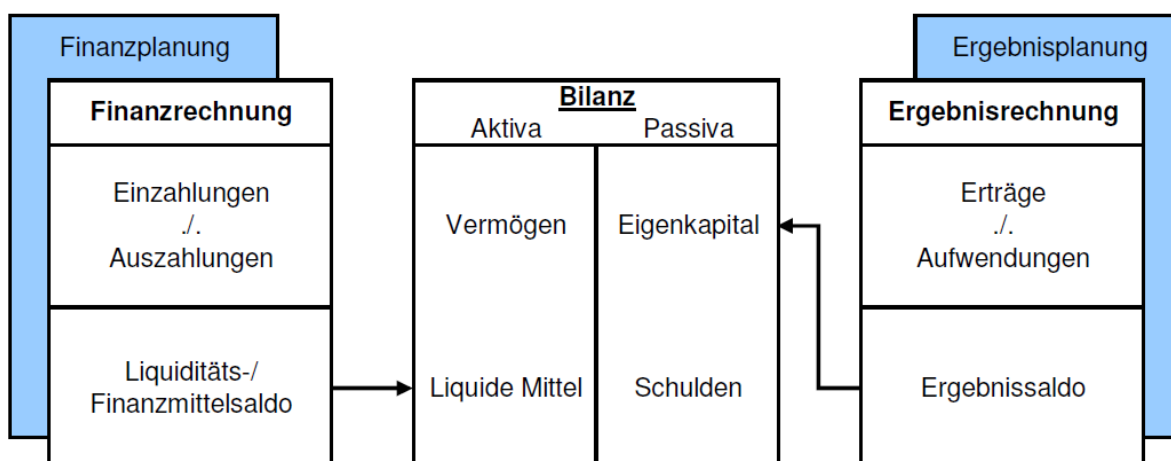 Finanzplanung
Finanzrechnung
Einzahlungen
./.
Auszahlungen
Liquiditäts-/
Finanzmittelsaldo
Bilanz
Aktiva Passiva
Vermögen Eigenkapital
Liquide Mittel Schulden
Ergebnisplanung
Ergebnisrechnung
Erträge
./.
Aufwendungen
Ergebnissaldo